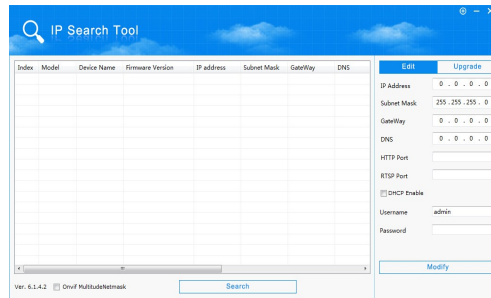 IP Search Tool
Index Model Device Name Firmware Version IP address Subnet Mask GateWay DNS
Edit Upgrade
IP Address 0 . 0 . 0 . 0
Subnet Mask 255 .255 .255 . 0
GateWay 0 . 0 . 0 . 0
DNS 0 . 0 . 0 . 0
HTTP Port
RTSP Port
DHCP Enable
Username admin
Password
Modify
Ver. 6.1.4.2 Onvif MultitudeNetmask Search